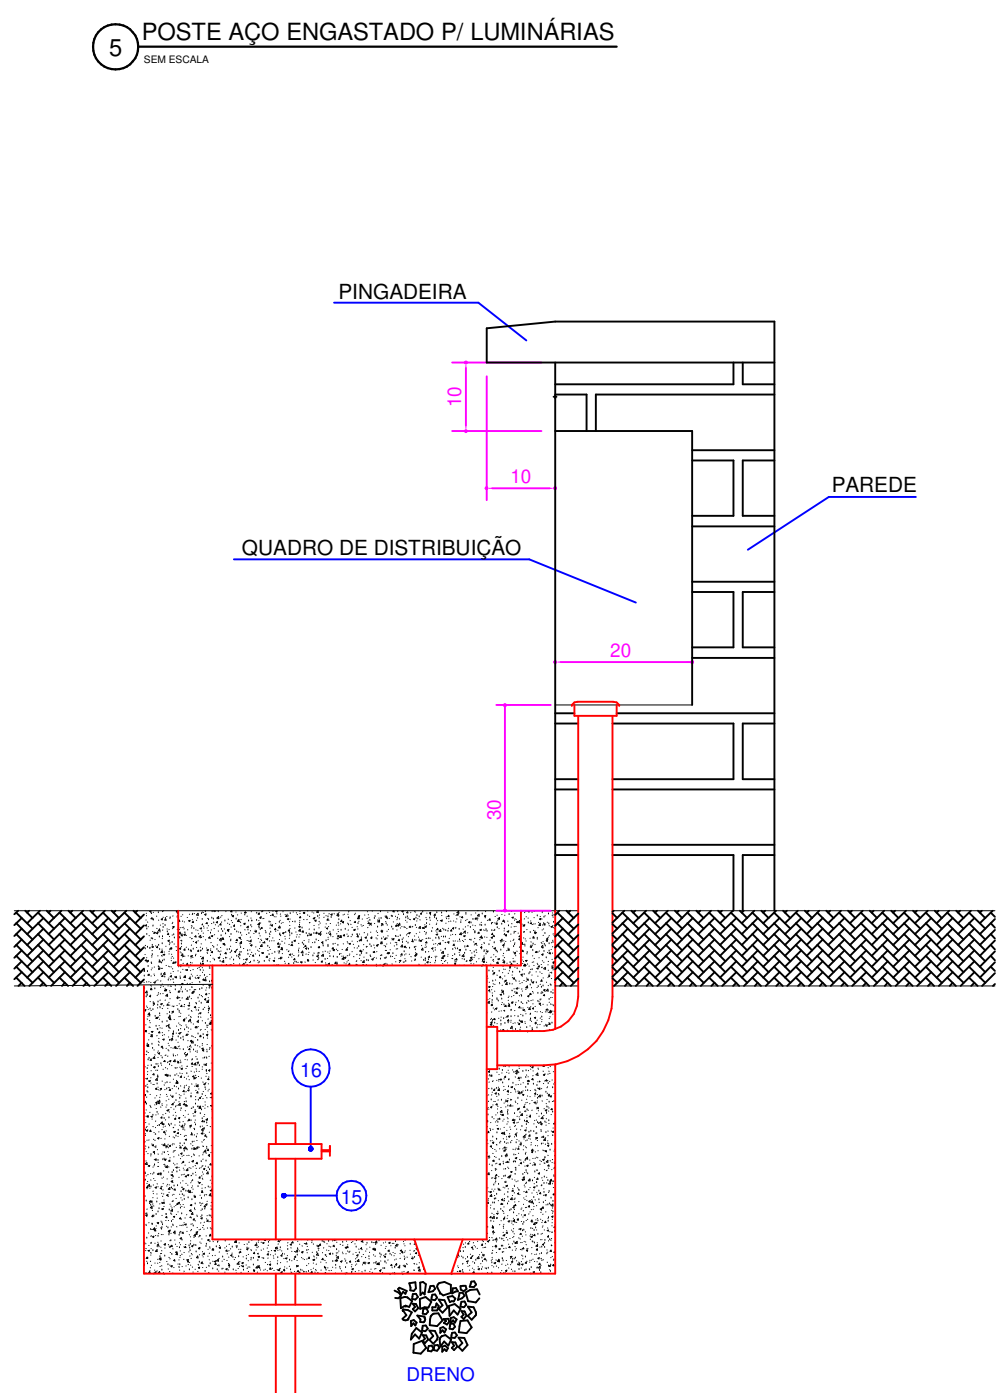 5
POSTE AÇO ENGASTADO P/ LUMINÁRIAS
SEM ESCALA
PINGADEIRA
10
10
PAREDE
QUADRO DE DISTRIBUIÇÃO
20
30
16
15
DRENO